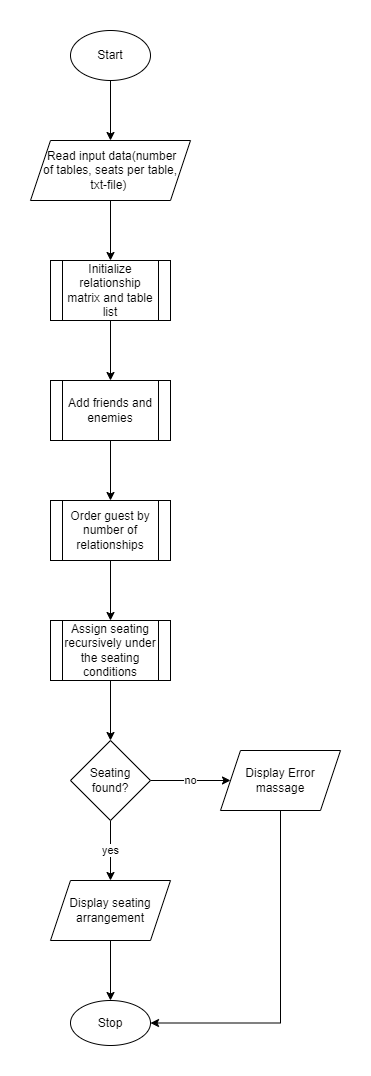 Start
Read input data(number
of tables, seats per table,
txt-file)
Initialize
relationship
matrix and table
list
Add friends and
enemies
Order guest by
number of
relationships
Assign seating
recursively under
the seating
conditions
Seating
found?
no
Display Error
massage
yes
Display seating
arrangement
Stop